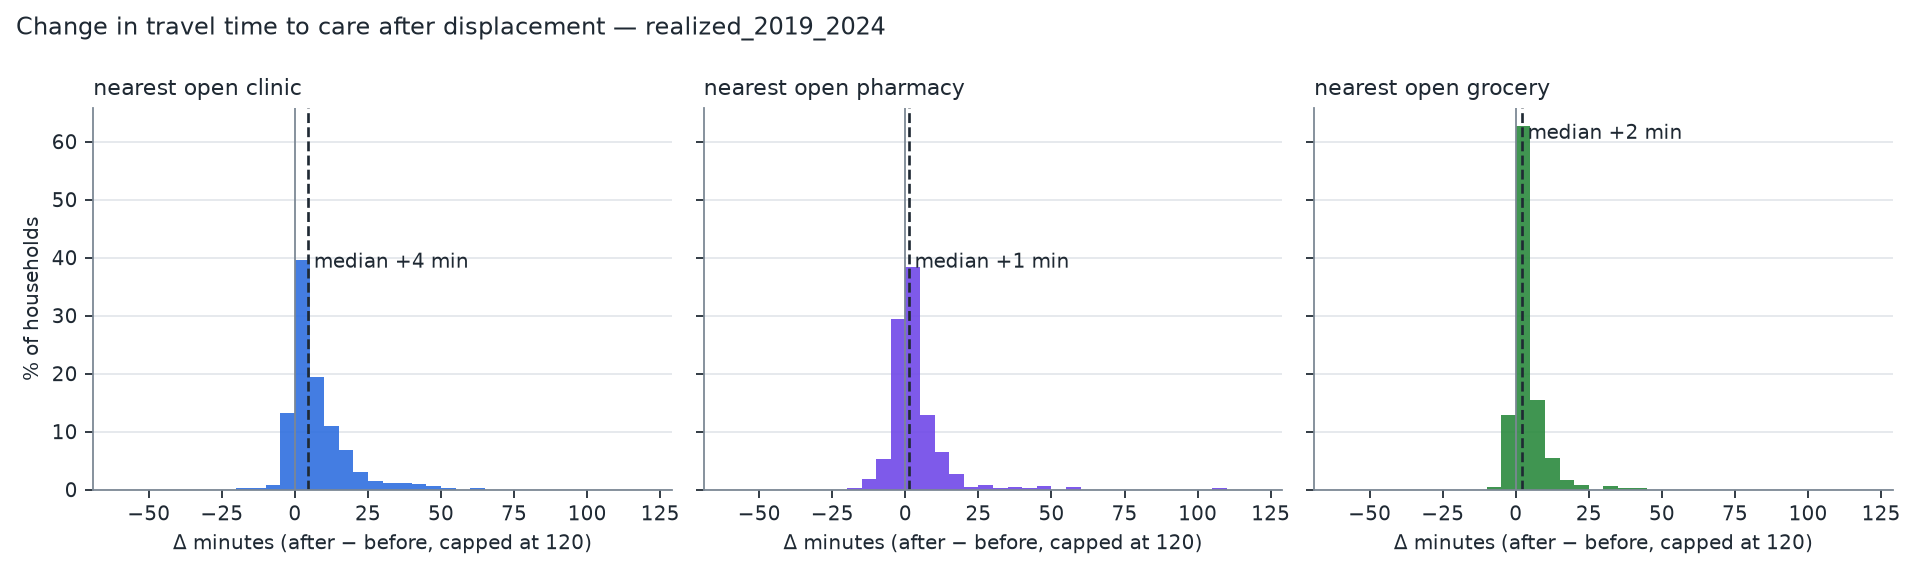 Change in travel time to care after displacement — realized_2019_2024
nearest open clinic
% of households
60
50
40
30
20
10
0
median +4 min
−50 −25 0 25 50 75 100 125
Δ minutes (after − before, capped at 120)
nearest open pharmacy
median +1 min
−50 −25 0 25 50 75 100 125
Δ minutes (after − before, capped at 120)
nearest open grocery
median +2 min
−50 −25 0 25 50 75 100 125
Δ minutes (after − before, capped at 120)